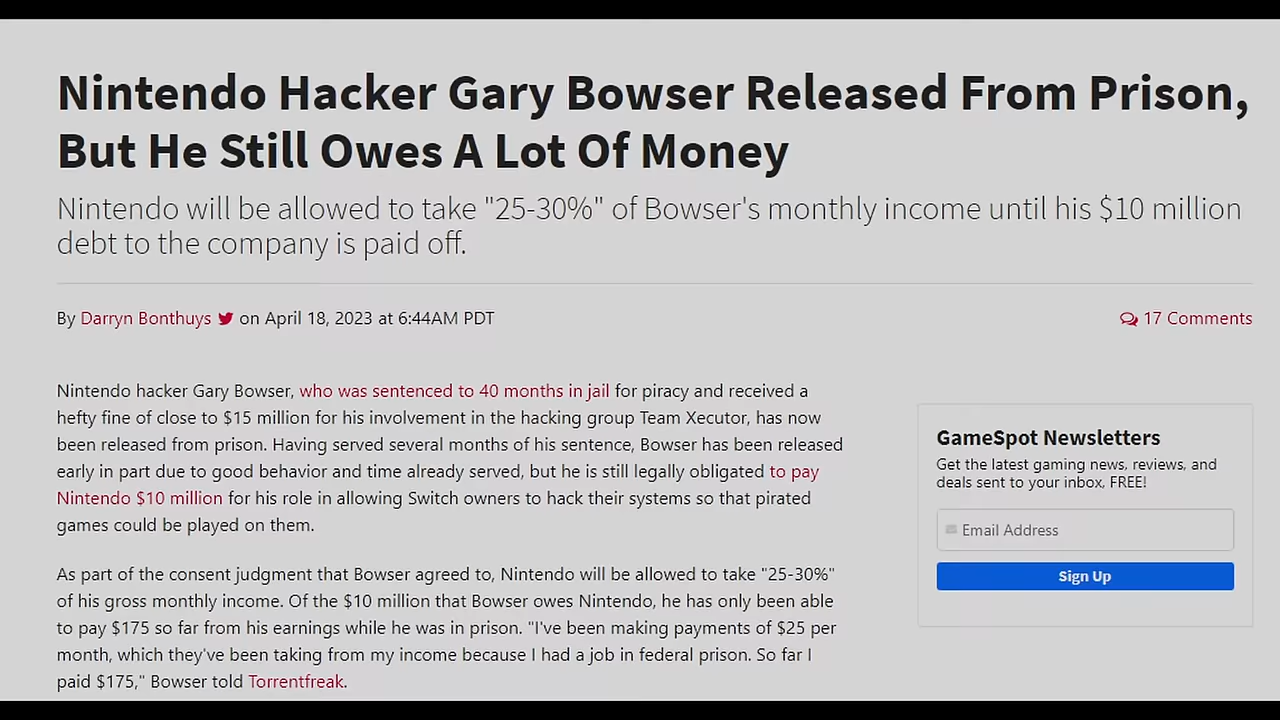 Nintendo Hacker Gary Bowser Released From Prison,
But He Still Owes A Lot Of Money
Nintendo will be allowed to take "25-30%" of Bowser's monthly income until his $10 million
debt to the company is paid off.
By Darryn Bonthuys on April 18, 2023 at 6:44AM PDT
17 Comments
Nintendo hacker Gary Bowser, who was sentenced to 40 months in jail for piracy and received a
hefty fine of close to $15 million for his involvement in the hacking group Team Xecutor, has now
been released from prison. Having served several months of his sentence, Bowser has been released
early in part due to good behavior and time already served, but he is still legally obligated to pay
Nintendo $10 million for his role in allowing Switch owners to hack their systems so that pirated
games could be played on them.
As part of the consent judgment that Bowser agreed to, Nintendo will be allowed to take "25-30%"
of his gross monthly income. Of the $10 million that Bowser owes Nintendo, he has only been able
to pay $175 so far from his earnings while he was in prison. "I've been making payments of $25 per
month, which they've been taking from my income because I had a job in federal prison. So far I
paid $175," Bowser told Torrentfreak.
GameSpot Newsletters
Get the latest gaming news, reviews, and
deals sent to your inbox, FREE!
Email Address
Sign Up